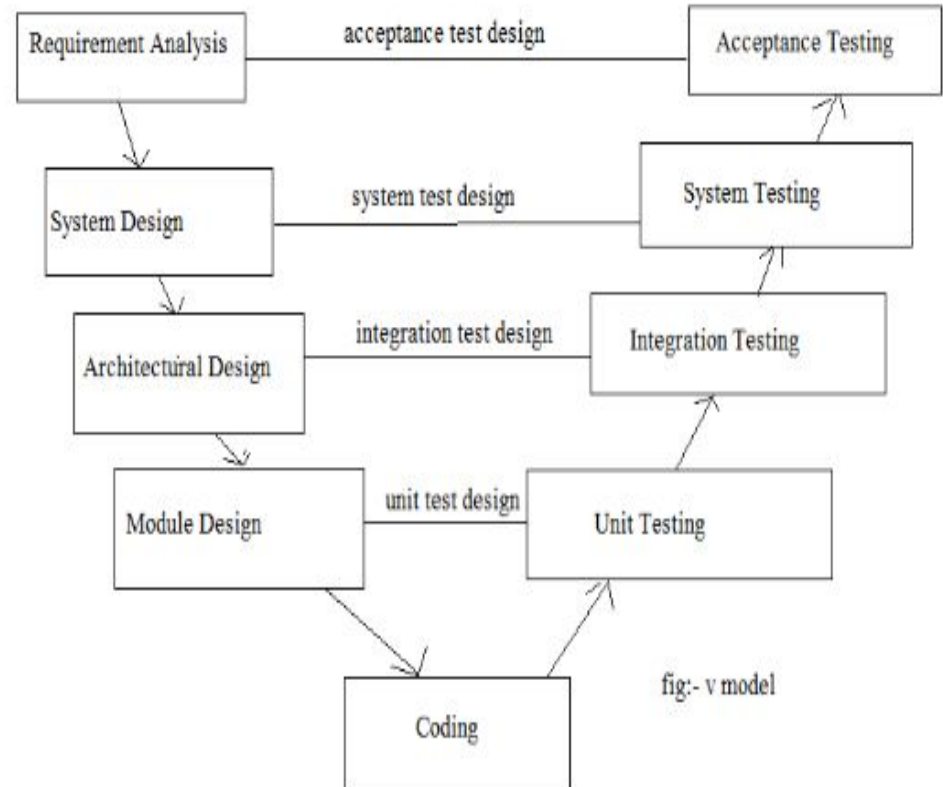 Requirement Analysis
acceptance test design
Acceptance Testing
System Design
system test design
System Testing
Architectural Design
integration test design
Integration Testing
Module Design
unit test design
Unit Testing
Coding
fig:- v model